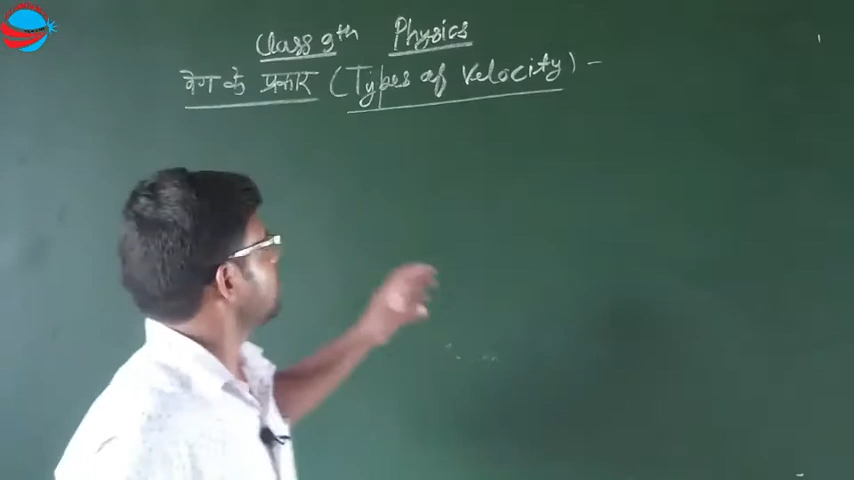 Class 9th Physics
वेग के प्रकार (Types of velocity) -